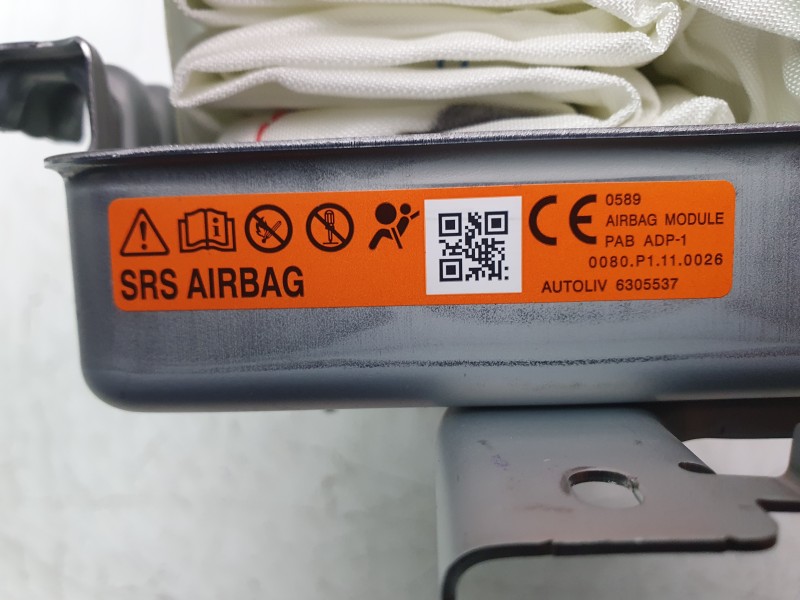 SRS AIRBAG
CE 0589
AIRBAG MODULE
PAB ADP-1
0080.P1.11.0026
AUTOLIV 6305537